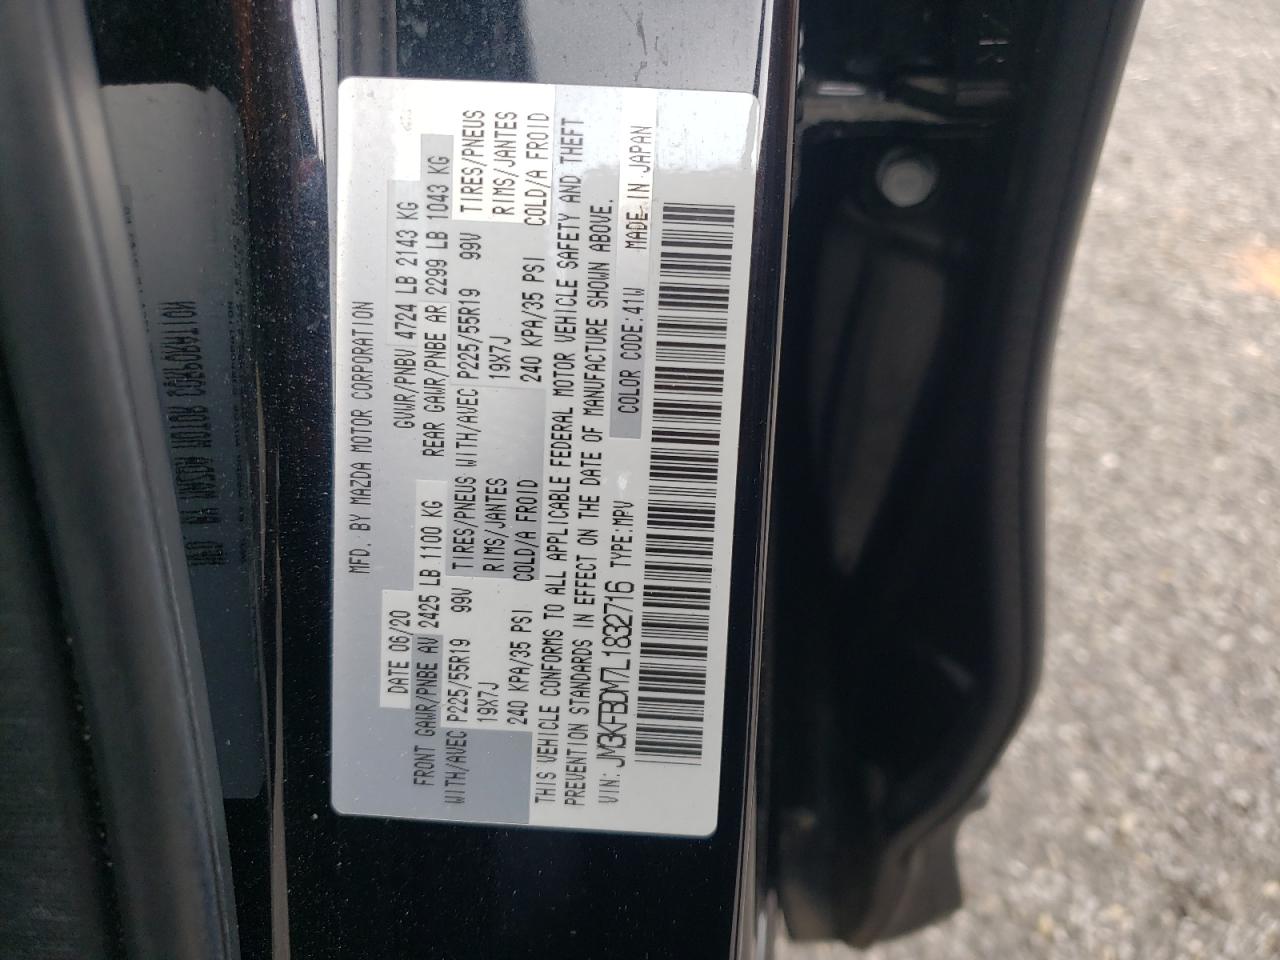 MFD. BY MAZDA MOTOR CORPORATION
DATE 06/20 GVWR/PNBV 4724 LB 2143 KG
FRONT GAWR/PNBE AV 2425 LB 1100 KG REAR GAWR/PNBE AR 2299 LB 1043 KG
WITH/AVEC P225/55R19 99V TIRES/PNEUS WITH/AVEC P225/55R19 99V TIRES/PNEUS
19X7J RIMS/JANTES 19X7J RIMS/JANTES
240 KPA/35 PSI COLD/A FROID 240 KPA/35 PSI COLD/A FROID
THIS VEHICLE CONFORMS TO ALL APPLICABLE FEDERAL MOTOR VEHICLE SAFETY AND THEFT
PREVENTION STANDARDS IN EFFECT ON THE DATE OF MANUFACTURE SHOWN ABOVE.
VIN: JM3KFBDM7L1832716 TYPE:MPV COLOR CODE:41W MADE IN JAPAN